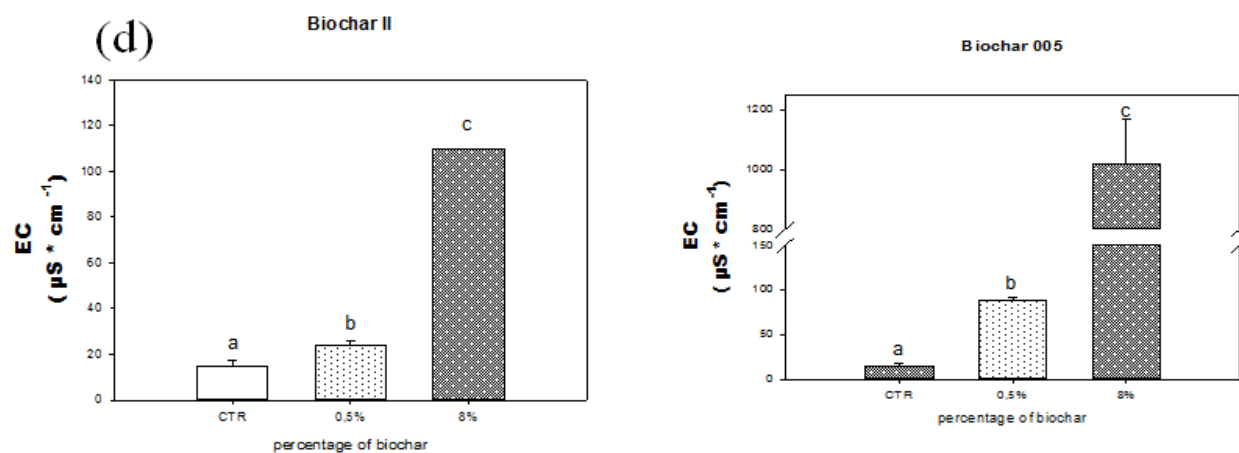 (d)
Biochar II
140
120
100
80
60
40
20
0
EC
( µS * cm -1)
a
b
c
CTR
0,5%
8%
percentage of biochar
Biochar 005
1200
1000
800
150
100
50
0
EC
( µS * cm -1)
a
b
c
CTR
0,5%
8%
percentage of biochar